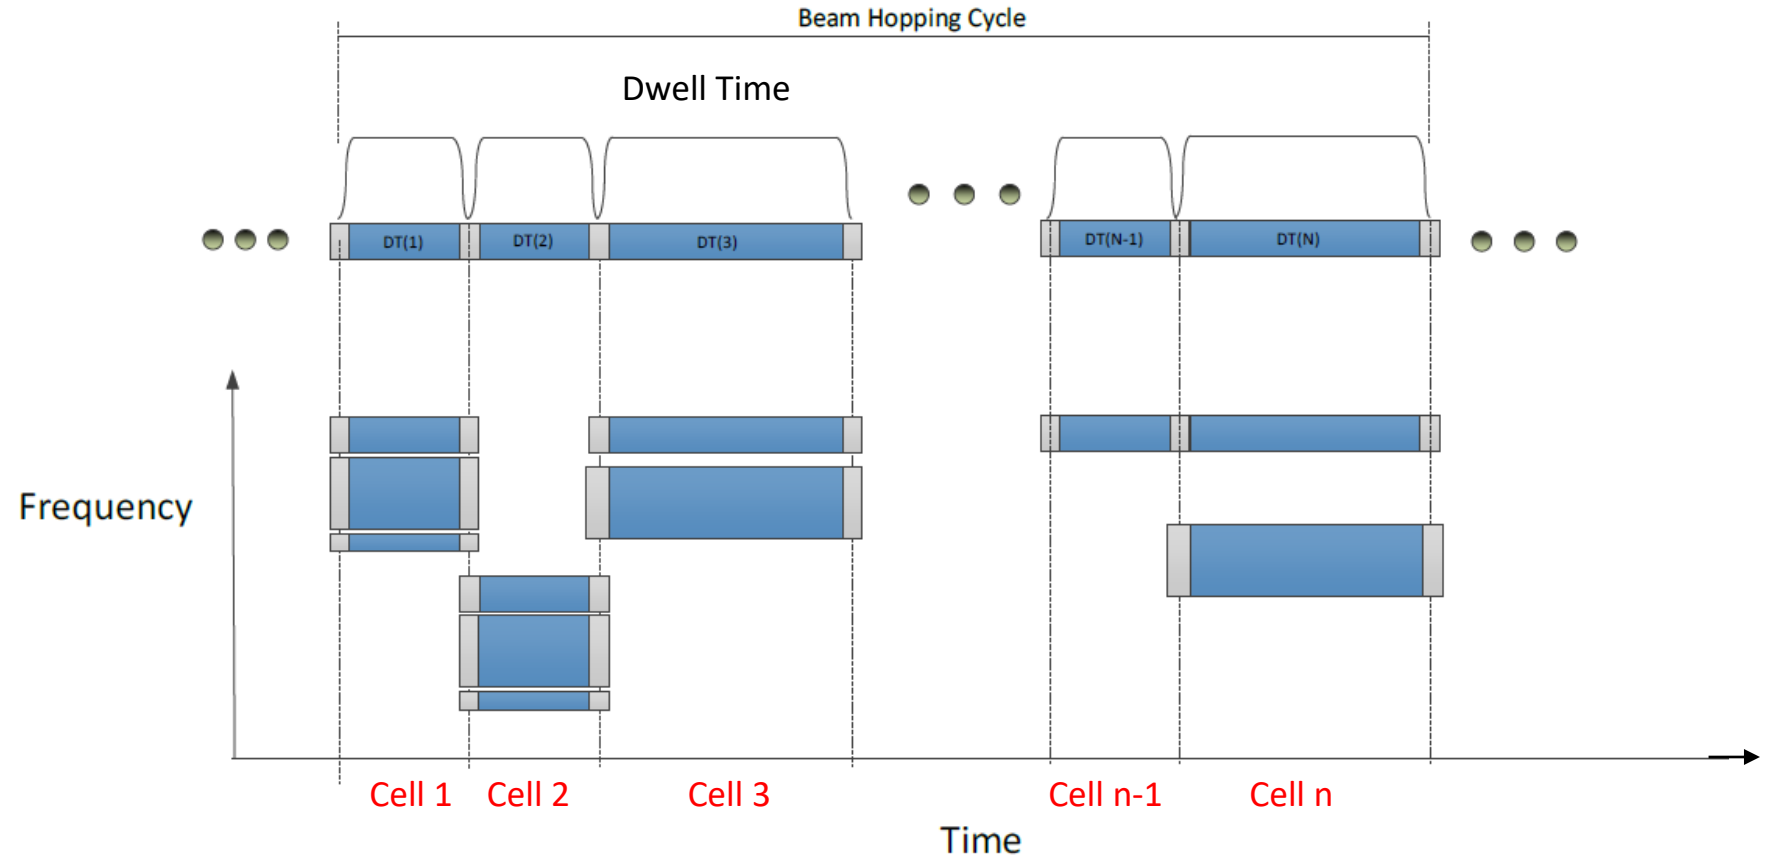 Beam Hopping Cycle
Dwell Time
DT(1)
DT(2)
DT(3)
DT(N-1)
DT(N)
Frequency
Cell 1
Cell 2
Cell 3
Cell n-1
Cell n
Time